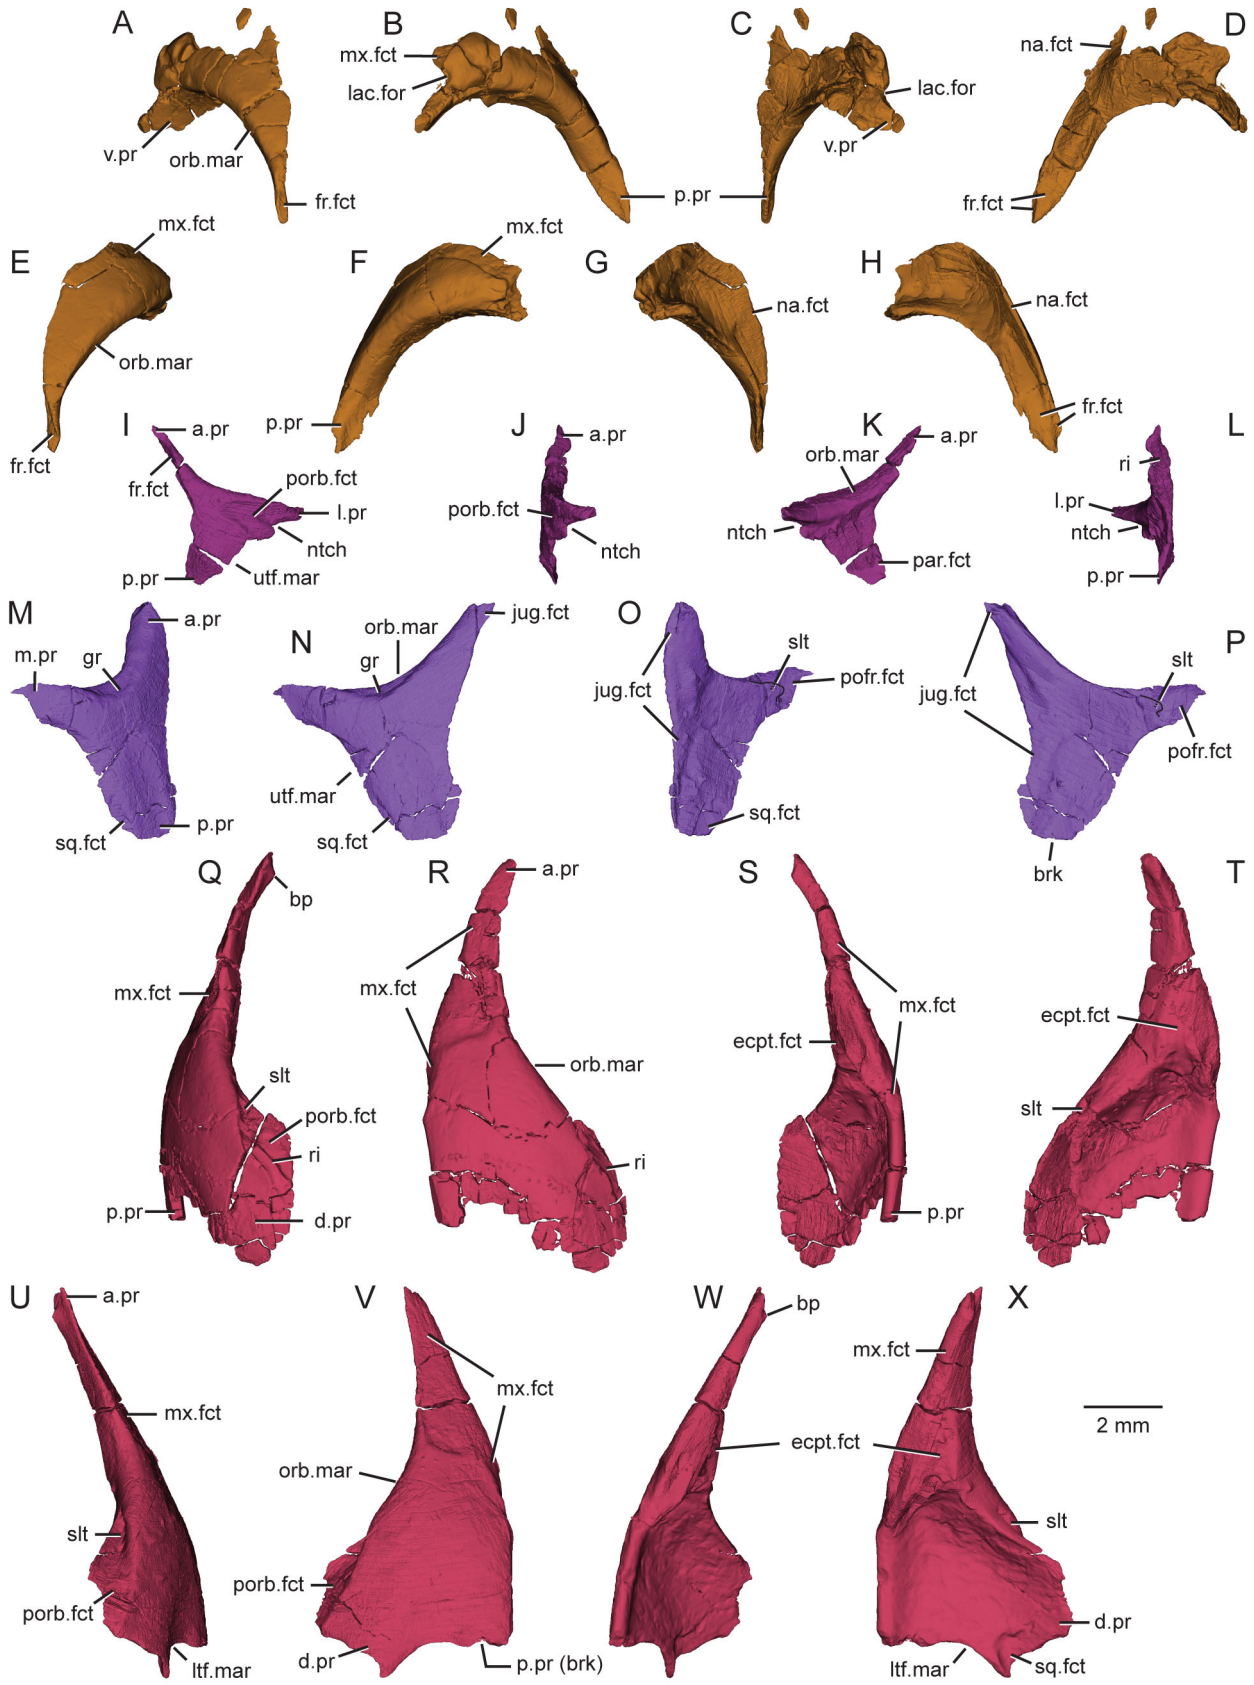 A
B
C
D
mx.fct
lac.for
na.fct
lac.for
v.pr
orb.mar
v.pr
fr.fct
p.pr
fr.fct
E
mx.fct
F
mx.fct
G
H
na.fct
na.fct
orb.mar
fr.fct
p.pr
fr.fct
I
a.pr
J
a.pr
K
a.pr
L
orb.mar
ri
fr.fct
porb.fct
l.pr
porb.fct
l.pr
ntch
ntch
ntch
ntch
p.pr
utf.mar
par.fct
p.pr
M
a.pr
N
orb.mar
jug.fct
O
slt
slt
P
m.pr
gr
gr
jug.fct
pofr.fct
jug.fct
pofr.fct
utf.mar
sq.fct
p.pr
sq.fct
sq.fct
brk
Q
bp
R
a.pr
S
T
mx.fct
mx.fct
mx.fct
ecpt.fct
ecpt.fct
orb.mar
slt
slt
porb.fct
ri
ri
p.pr
d.pr
p.pr
U
a.pr
V
W
bp
X
mx.fct
mx.fct
mx.fct
2 mm
orb.mar
ecpt.fct
slt
slt
porb.fct
porb.fct
d.pr
ltf.mar
d.pr
p.pr (brk)
ltf.mar
sq.fct